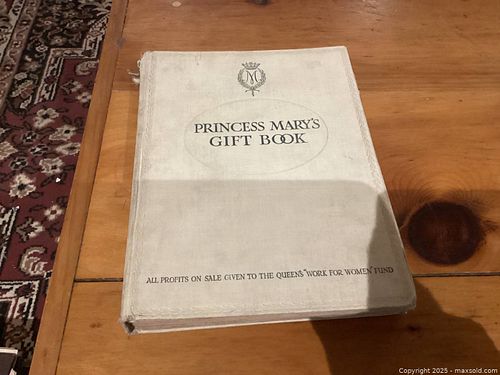 M
PRINCESS MARY'S
GIFT BOOK
ALL PROFITS ON SALE GIVEN TO THE QUEEN'S "WORK FOR WOMEN" FUND
Copyright 2025 - maxsold.com